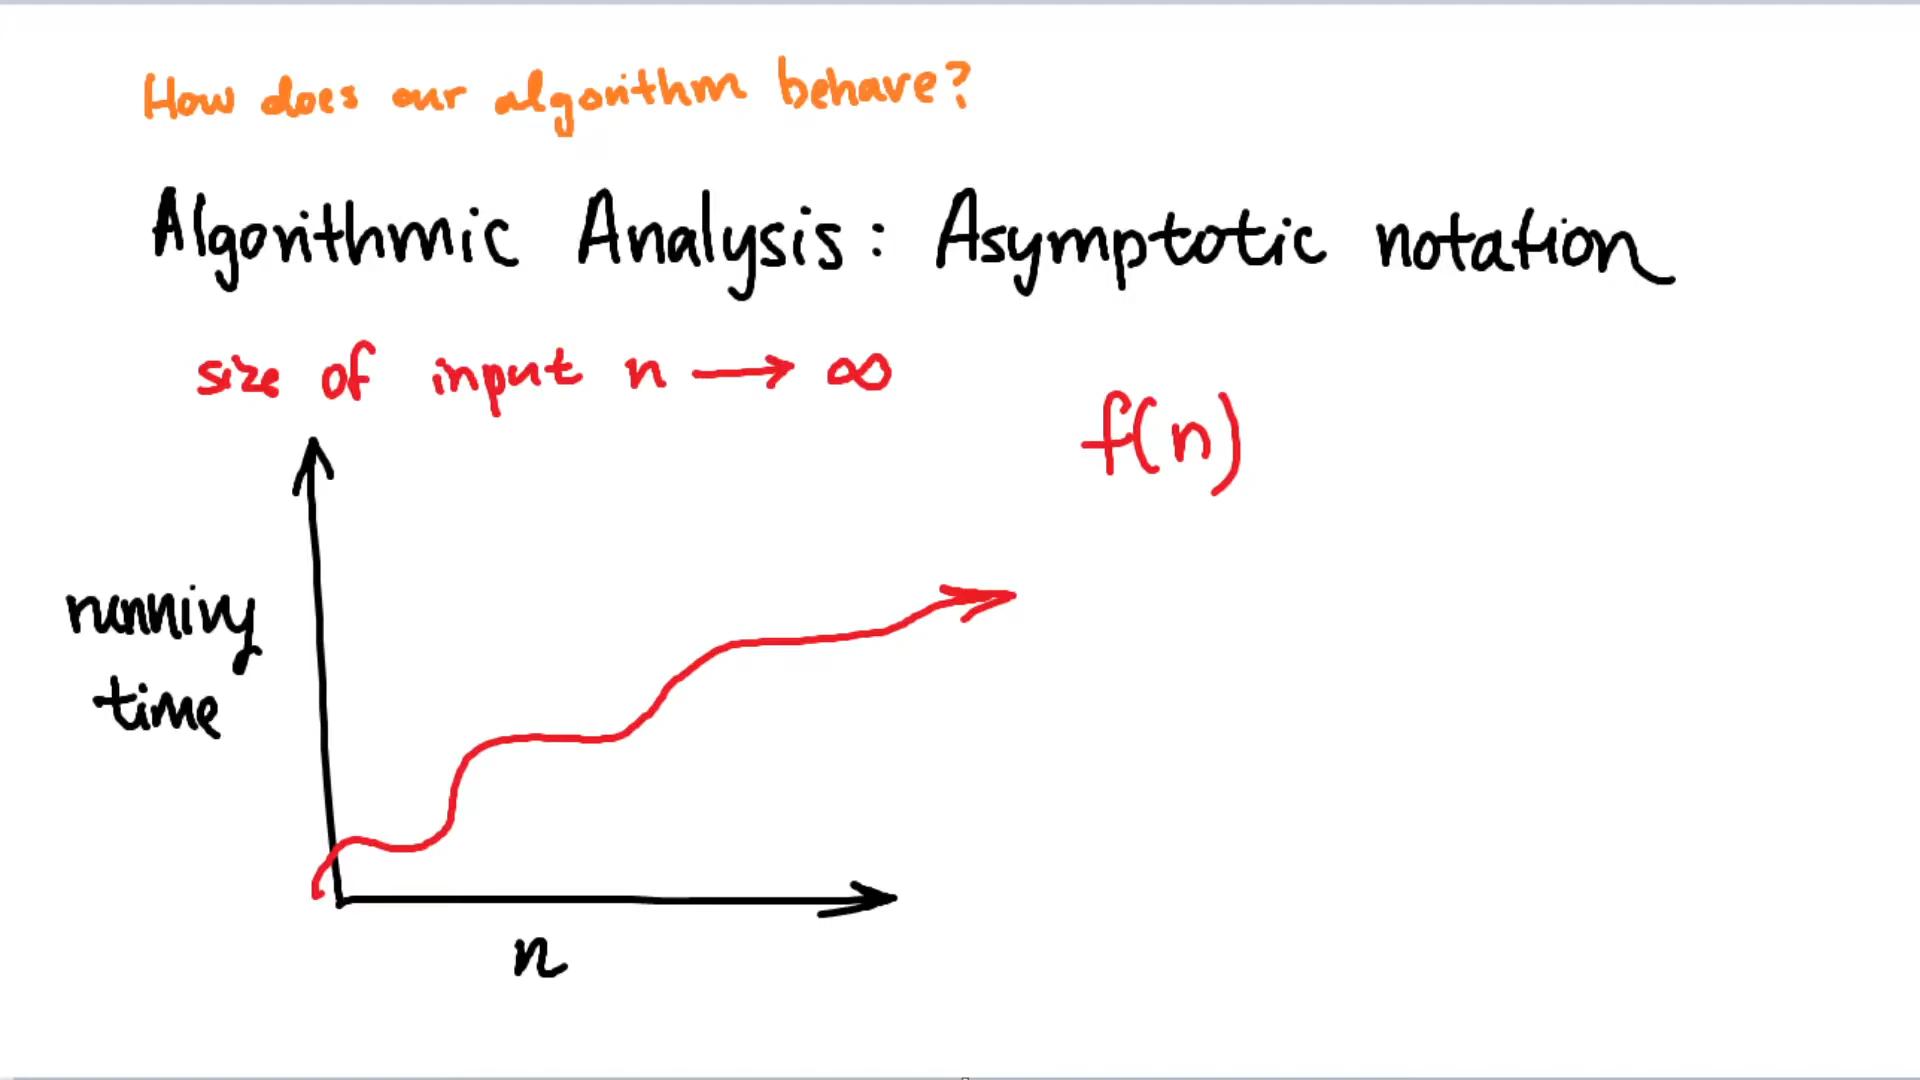 How does our algorithm behave?
Algorithmic Analysis: Asymptotic notation
size of input n → ∞
f(n)
running
time
n